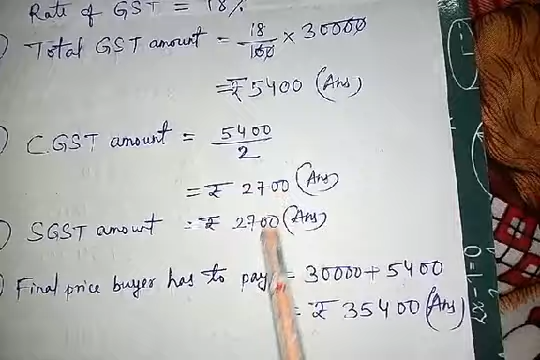 Rate of GST = 18%
Total GST amount = 18/100 × 30000
= ₹ 5400 (Ans)
CGST amount = 5400/2
= ₹ 2700 (Ans)
SGST amount = ₹ 2700 (Ans)
Final price buyer has to pay = 30000 + 5400
= ₹ 35400 (Ans)